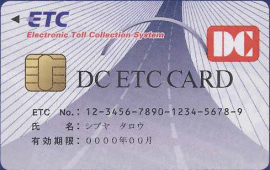 ETC
Electronic Toll Collection System
DC
DC ETC CARD
ETC No.: 12-3456-7890-1234-5678-9
氏 名 : シブヤ タロウ
有効期限: 0000年00月